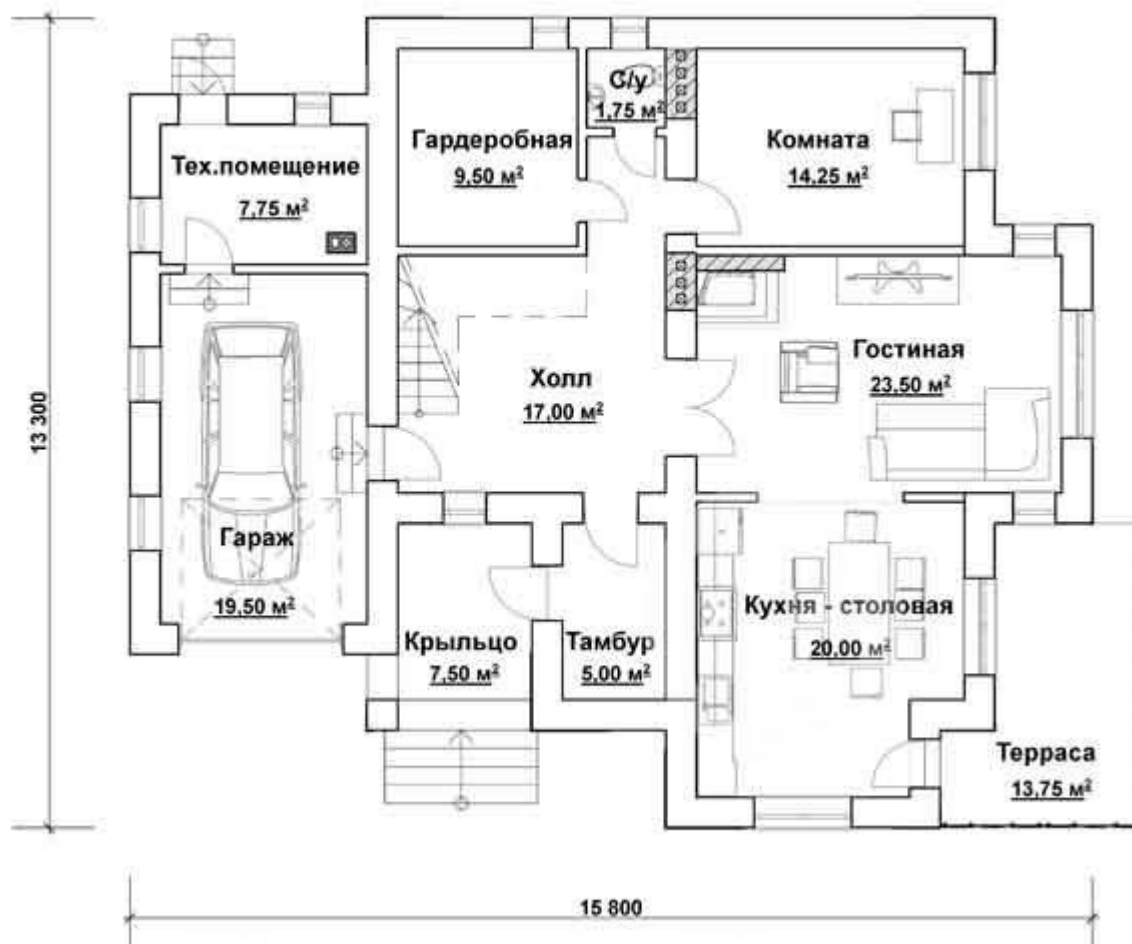 С/у
1,75 м²
Гардеробная
9,50 м²
Комната
14,25 м²
Тех.помещение
7,75 м²
Холл
17,00 м²
Гостиная
23,50 м²
13 300
Гараж
19,50 м²
Крыльцо
7,50 м²
Тамбур
5,00 м²
Кухня - столовая
20,00 м²
Терраса
13,75 м²
15 800